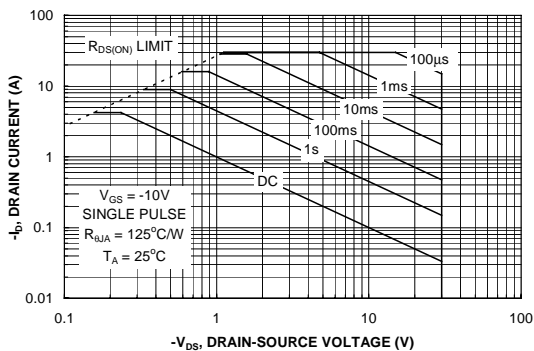 100
10
1
0.1
0.01
-I_D, DRAIN CURRENT (A)
R_DS(ON) LIMIT
100µs
1ms
10ms
100ms
1s
DC
V_GS = -10V
SINGLE PULSE
R_θJA = 125°C/W
T_A = 25°C
0.1 1 10 100
-V_DS, DRAIN-SOURCE VOLTAGE (V)